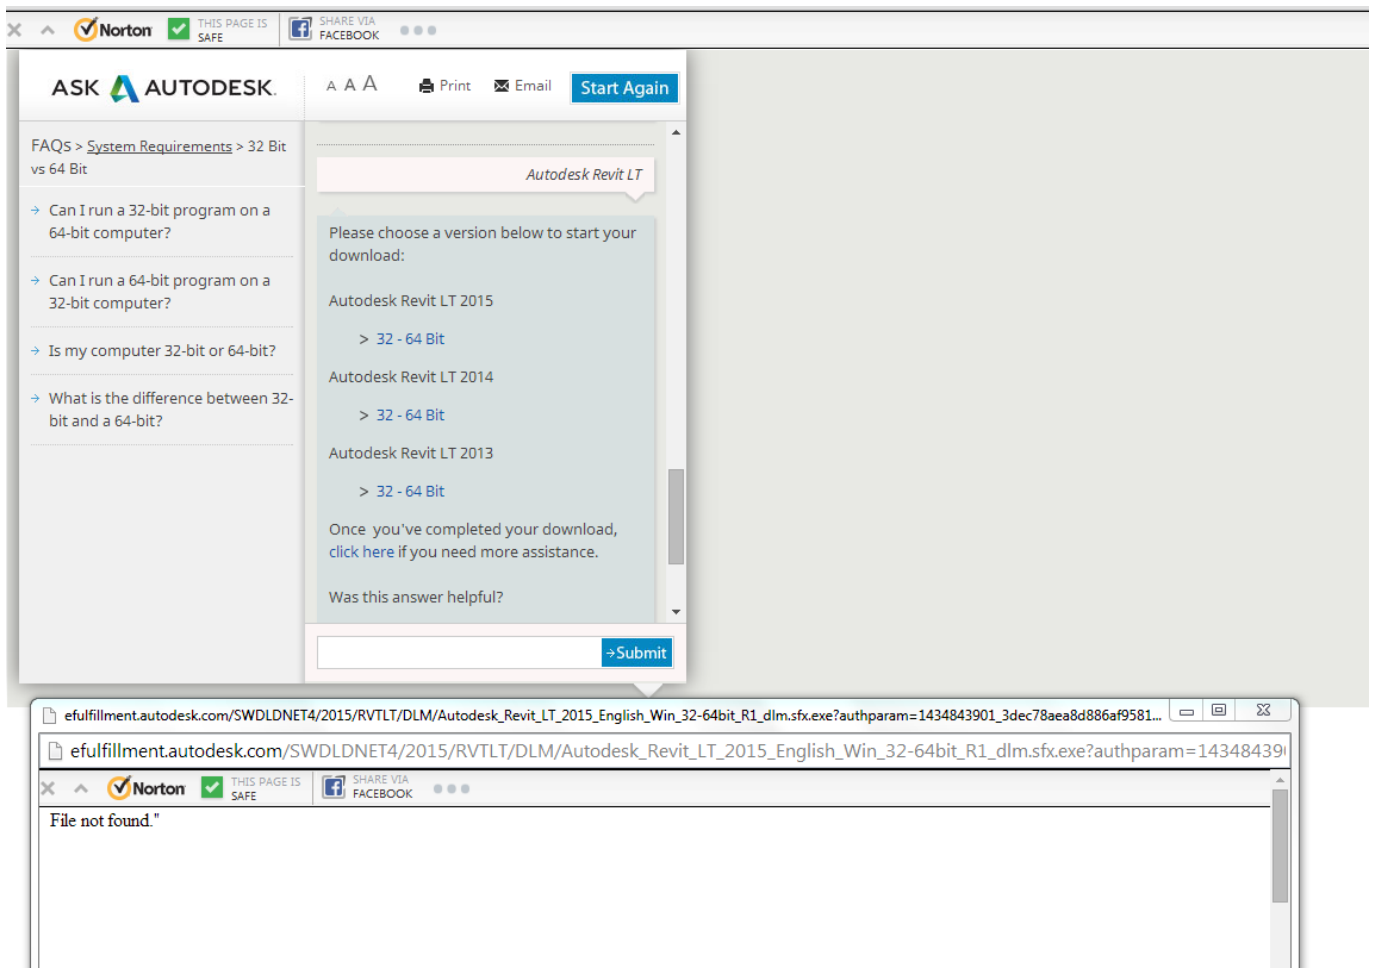 Norton
THIS PAGE IS
SAFE
SHARE VIA
FACEBOOK
ASK AUTODESK.
A A A
Print
Email
Start Again
FAQs > System Requirements > 32 Bit
vs 64 Bit
Can I run a 32-bit program on a
64-bit computer?
Can I run a 64-bit program on a
32-bit computer?
Is my computer 32-bit or 64-bit?
What is the difference between 32-
bit and a 64-bit?
Autodesk Revit LT
Please choose a version below to start your
download:
Autodesk Revit LT 2015
> 32 - 64 Bit
Autodesk Revit LT 2014
> 32 - 64 Bit
Autodesk Revit LT 2013
> 32 - 64 Bit
Once you've completed your download,
click here if you need more assistance.
Was this answer helpful?
Submit
efulfillment.autodesk.com/SWDLDNET4/2015/RVTLT/DLM/Autodesk_Revit_LT_2015_English_Win_32-64bit_R1_dlm.sfx.exe?authparam=1434843901_3dec78aea8d886af9581...
efulfillment.autodesk.com/SWDLDNET4/2015/RVTLT/DLM/Autodesk_Revit_LT_2015_English_Win_32-64bit_R1_dlm.sfx.exe?authparam=143484390
Norton
THIS PAGE IS
SAFE
SHARE VIA
FACEBOOK
File not found."